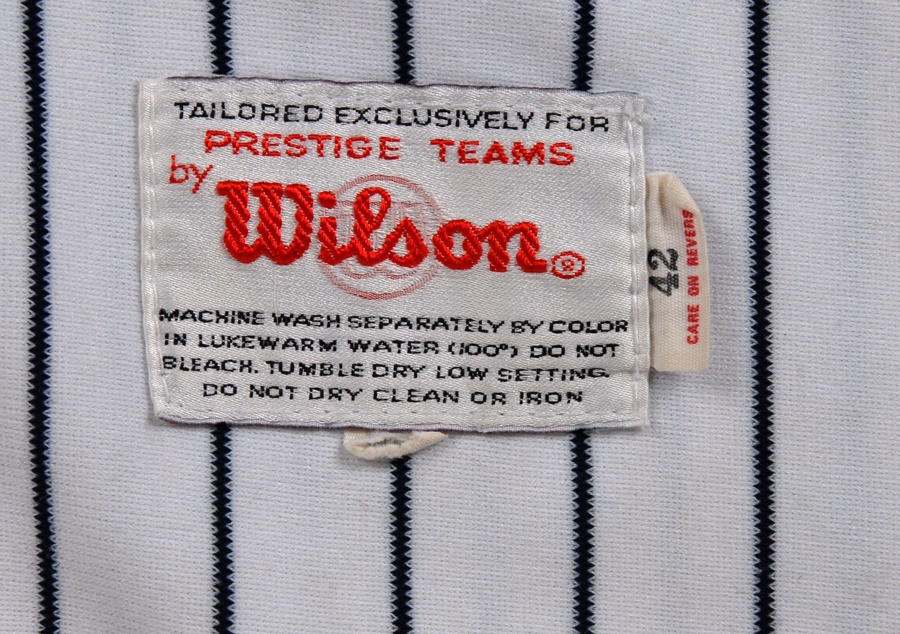 TAILORED EXCLUSIVELY FOR
PRESTIGE TEAMS
by
Wilson®
MACHINE WASH SEPARATELY BY COLOR
IN LUKEWARM WATER (100°) DO NOT
BLEACH. TUMBLE DRY LOW SETTING.
DO NOT DRY CLEAN OR IRON
42
CARE ON REVERS